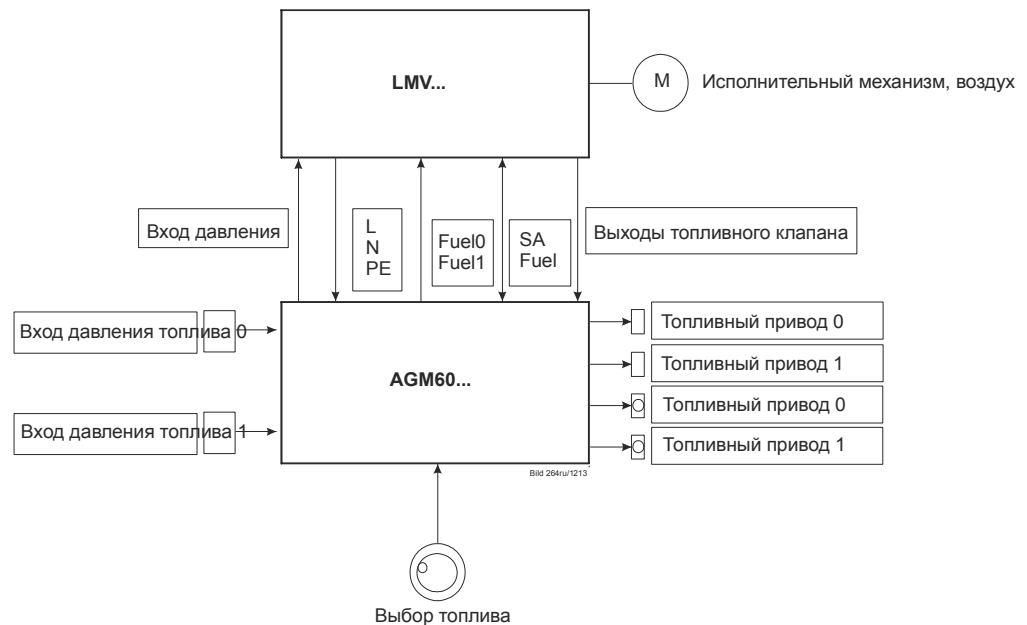 LMV...
M
Исполнительный механизм, воздух
Вход давления
L
N
PE
Fuel0
Fuel1
SA
Fuel
Выходы топливного клапана
Вход давления топлива 0
Вход давления топлива 1
AGM60...
Топливный привод 0
Топливный привод 1
Топливный привод 0
Топливный привод 1
Bild 264ru/1213
Выбор топлива